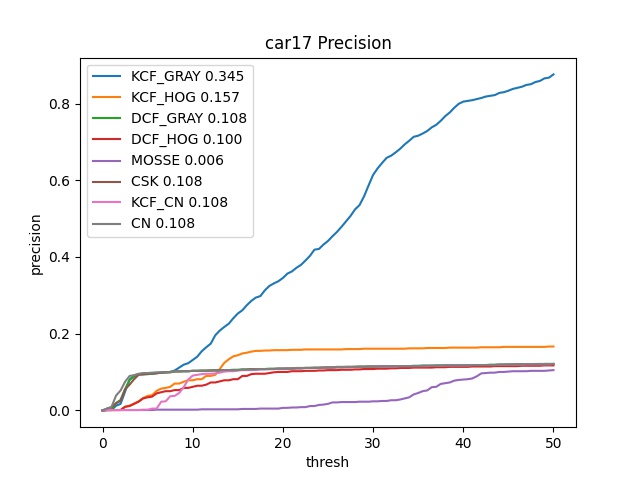 car17 Precision
KCF_GRAY 0.345
KCF_HOG 0.157
DCF_GRAY 0.108
DCF_HOG 0.100
MOSSE 0.006
CSK 0.108
KCF_CN 0.108
CN 0.108
precision
0.8
0.6
0.4
0.2
0.0
0 10 20 30 40 50
thresh